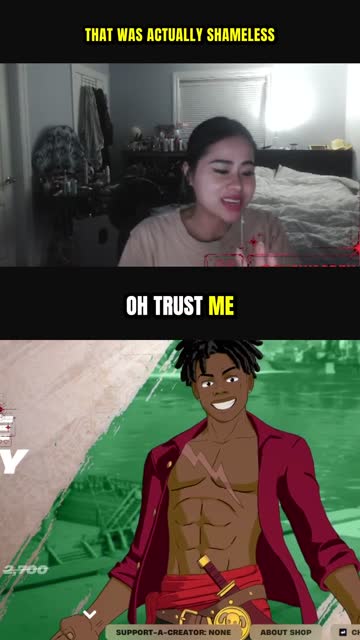 THAT WAS ACTUALLY SHAMELESS
OH TRUST ME
Y
2,700
SUPPORT-A-CREATOR: NONE
ABOUT SHOP